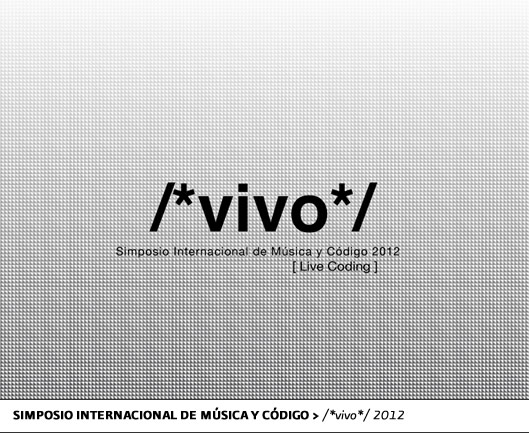 /*vivo*/
Simposio Internacional de Música y Código 2012
[ Live Coding ]
SIMPOSIO INTERNACIONAL DE MÚSICA Y CÓDIGO > /*vivo*/ 2012